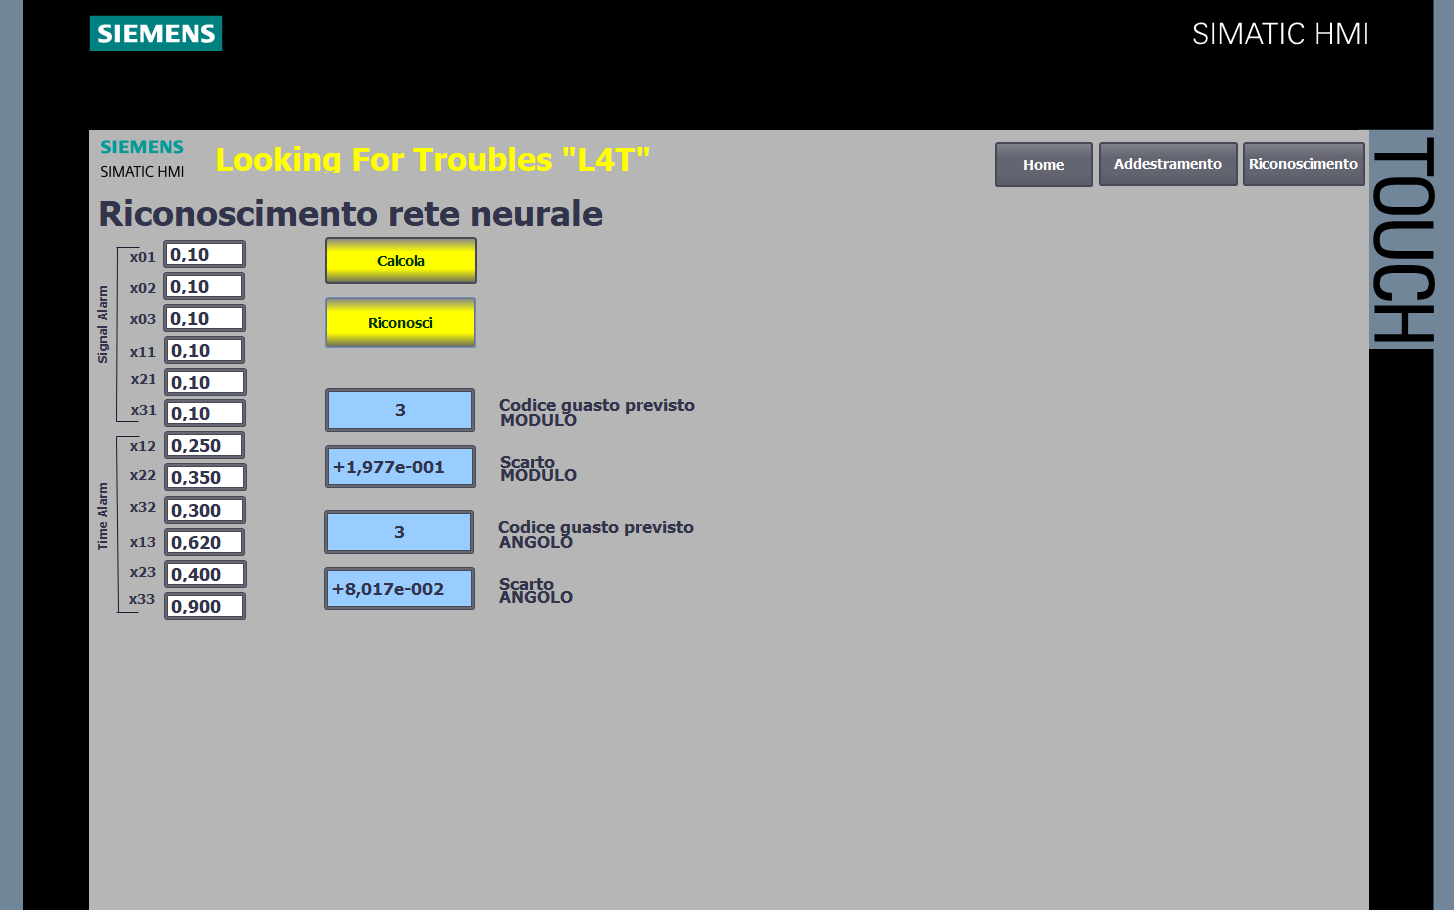 SIEMENS
SIMATIC HMI
TOUCH
SIEMENS
SIMATIC HMI
Looking For Troubles "L4T"
Home
Addestramento
Riconoscimento
Riconoscimento rete neurale
Signal Alarm
x01 0,10
x02 0,10
x03 0,10
x11 0,10
x21 0,10
x31 0,10
Time Alarm
x12 0,250
x22 0,350
x32 0,300
x13 0,620
x23 0,400
x33 0,900
Calcola
Riconosci
3
Codice guasto previsto
MODULO
+1,977e-001
Scarto
MODULO
3
Codice guasto previsto
ANGOLO
+8,017e-002
Scarto
ANGOLO